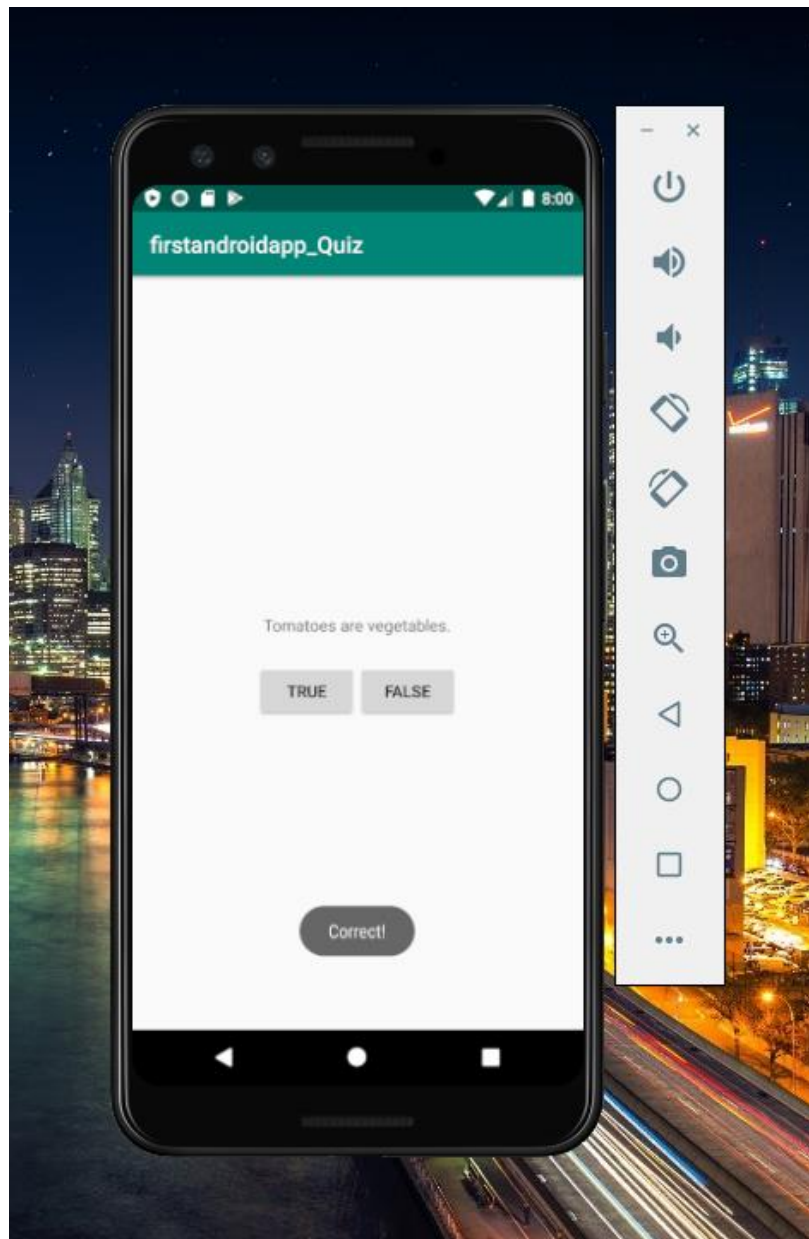 8:00
firstandroidapp_Quiz
Tomatoes are vegetables.
TRUE FALSE
Correct!